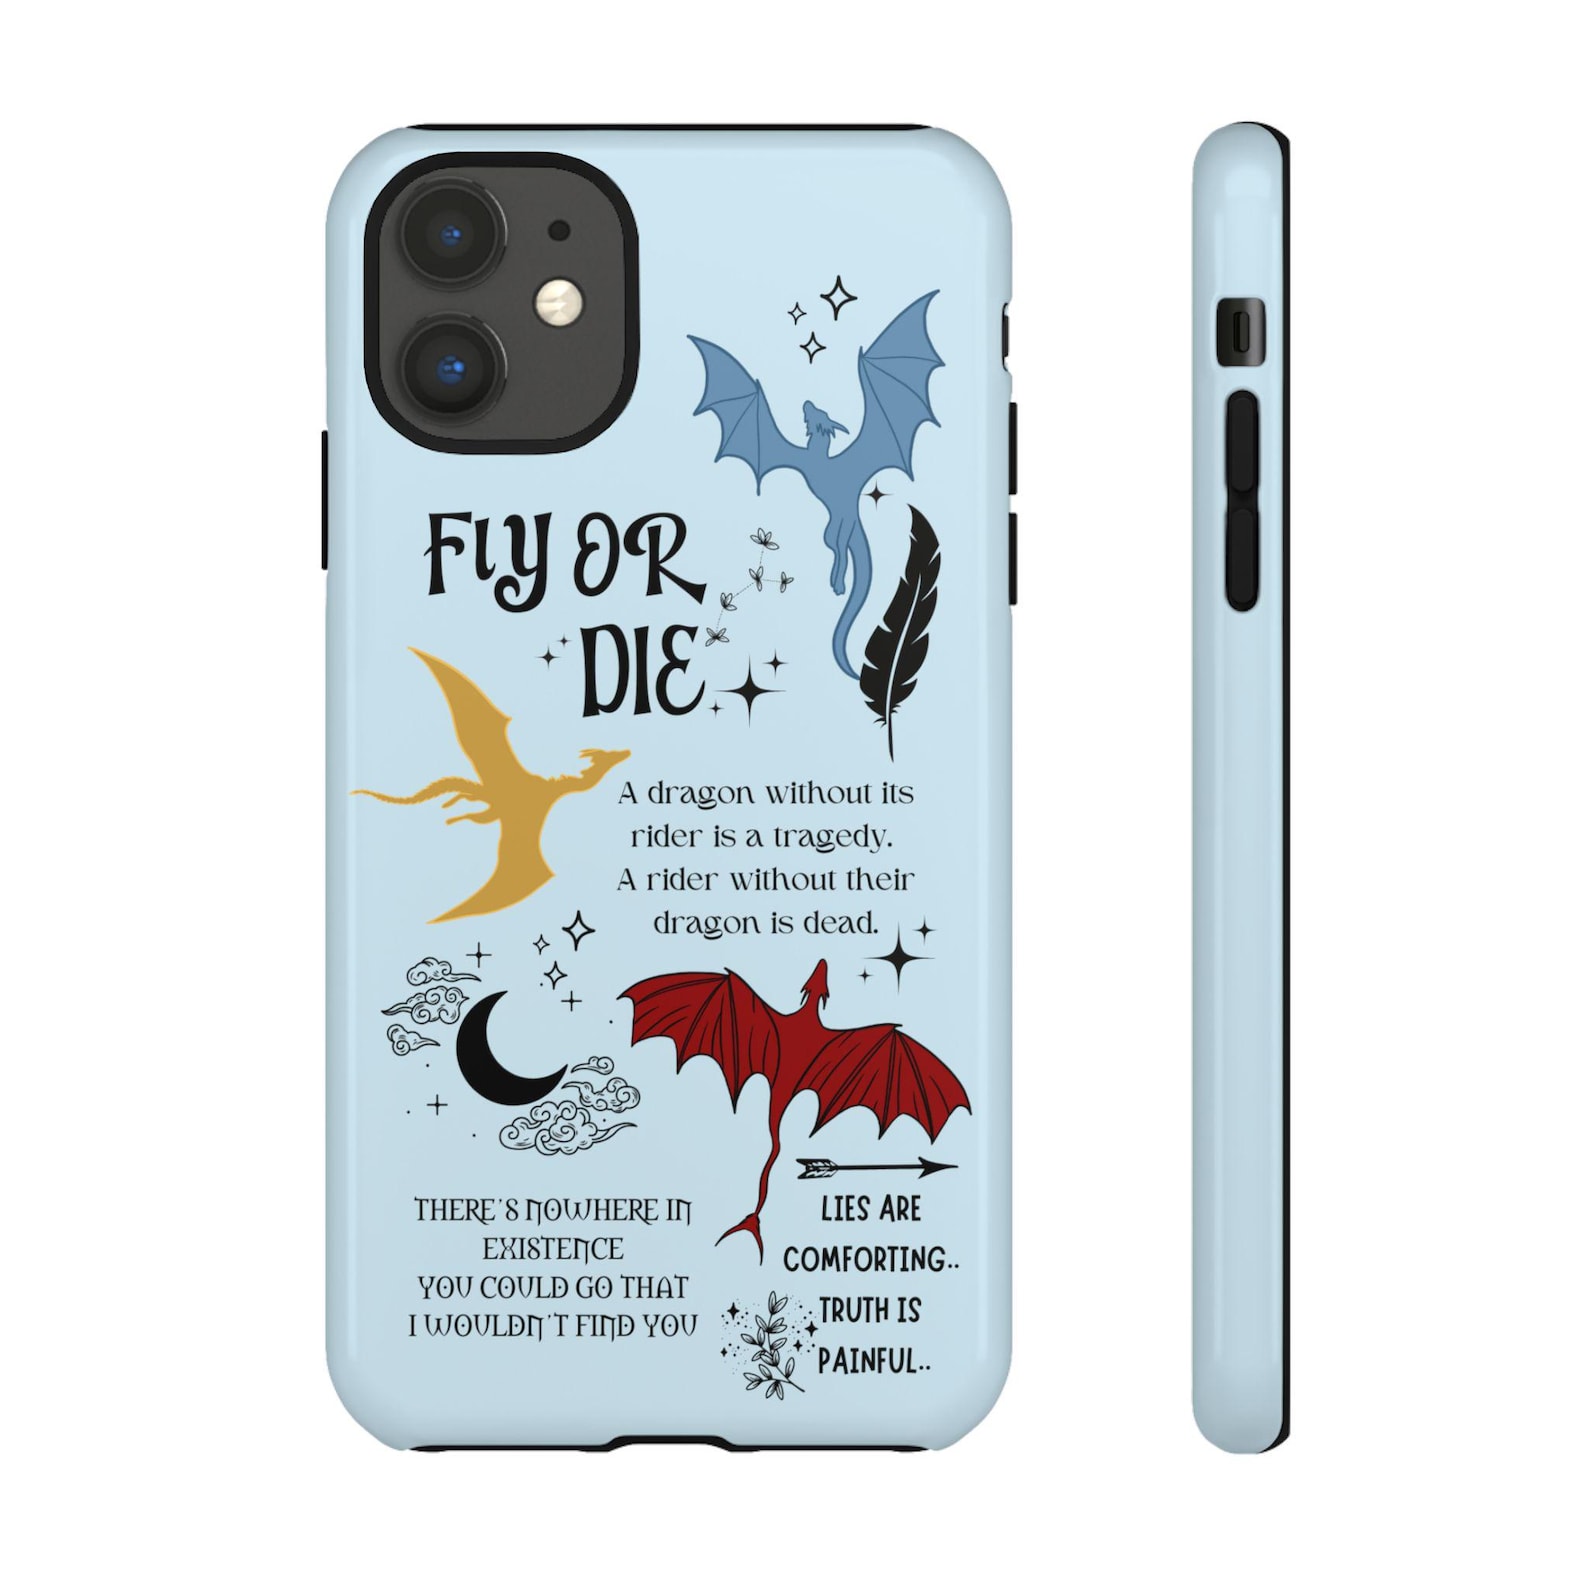 FLY OR
DIE
A dragon without its
rider is a tragedy.
A rider without their
dragon is dead.
THERE'S NOWHERE IN
EXISTENCE
YOU COULD GO THAT
I WOULDN'T FIND YOU
LIES ARE
COMFORTING..
TRUTH IS
PAINFUL..